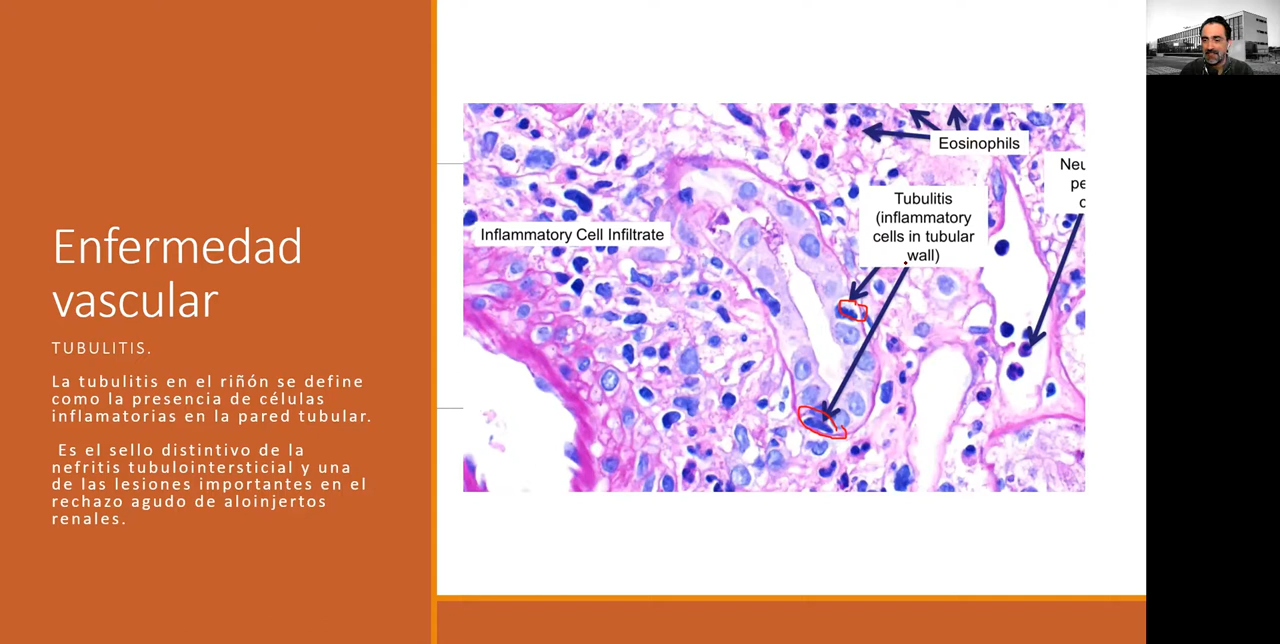 Enfermedad
vascular
TUBULITIS.
La tubulitis en el riñón se define
como la presencia de células
inflamatorias en la pared tubular.
Es el sello distintivo de la
nefritis tubulointersticial y una
de las lesiones importantes en el
rechazo agudo de aloinjertos
renales.
Eosinophils
Tubulitis
(inflammatory
cells in tubular
wall)
Inflammatory Cell Infiltrate